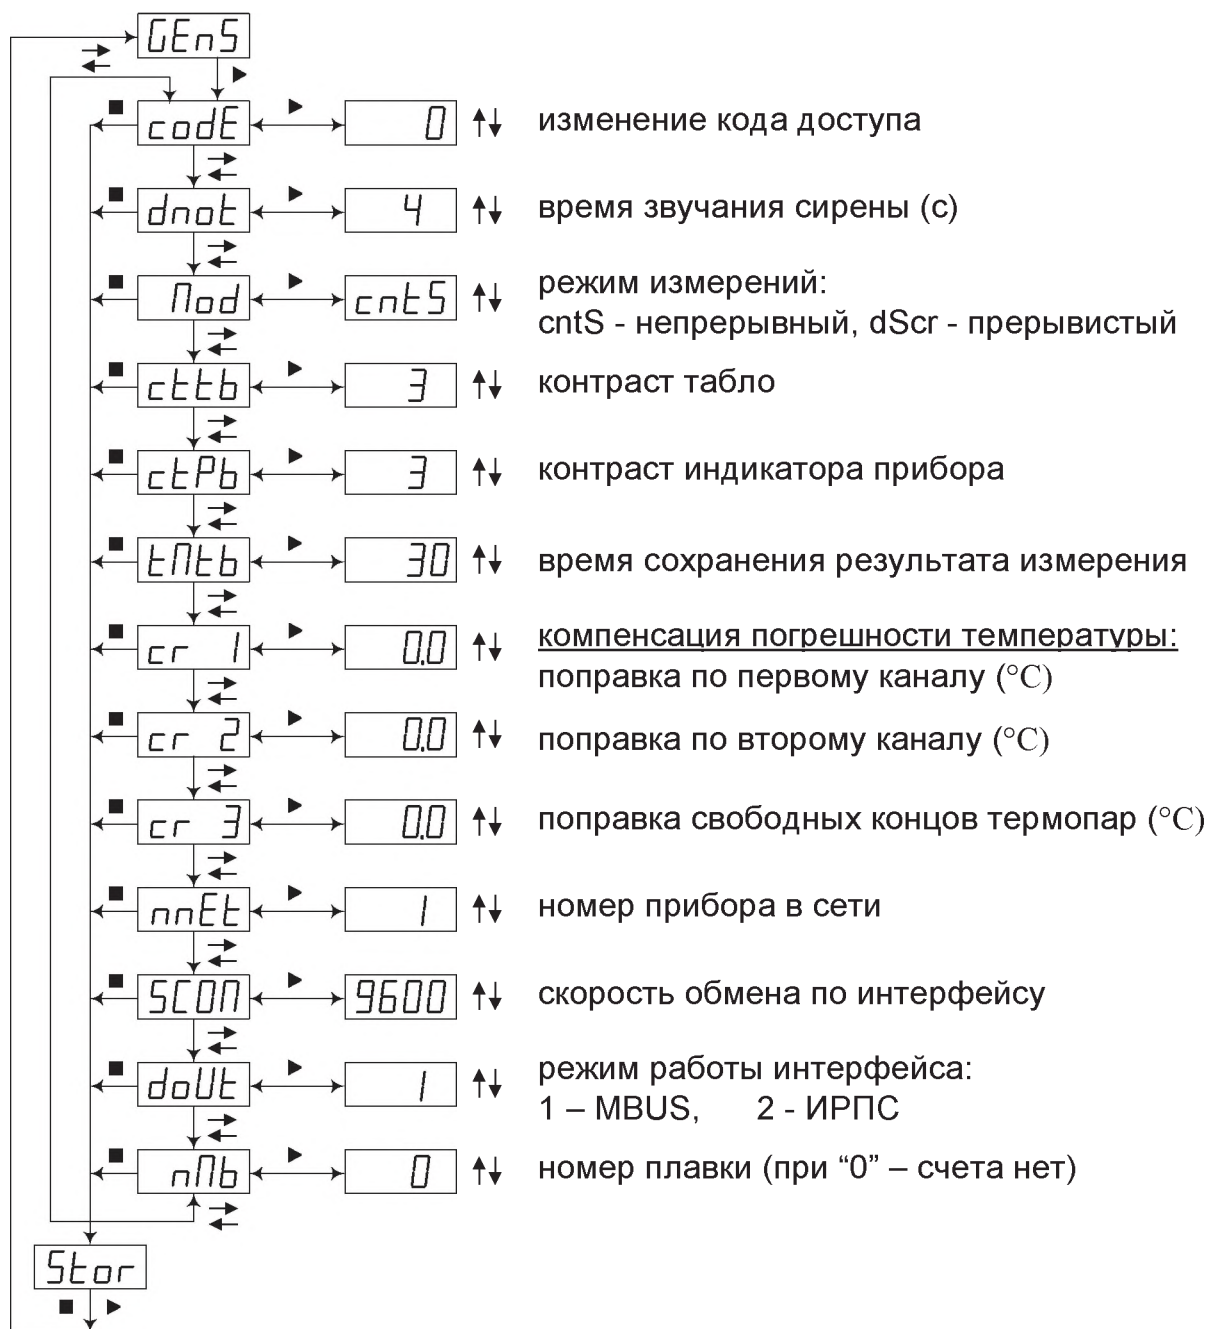 GEnS
codE 0 изменение кода доступа
dnot 4 время звучания сирены (с)
режим измерений:
Пod cntS cntS - непрерывный, dScr - прерывистый
cttb 3 контраст табло
ctPb 3 контраст индикатора прибора
tПtb 30 время сохранения результата измерения
компенсация погрешности температуры:
cr 1 0.0 поправка по первому каналу (°C)
cr 2 0.0 поправка по второму каналу (°C)
cr 3 0.0 поправка свободных концов термопар (°C)
nnEt 1 номер прибора в сети
SCOП 9600 скорость обмена по интерфейсу
режим работы интерфейса:
doUt 1 1 – MBUS, 2 - ИРПС
nПb 0 номер плавки (при “0” – счета нет)
Stor